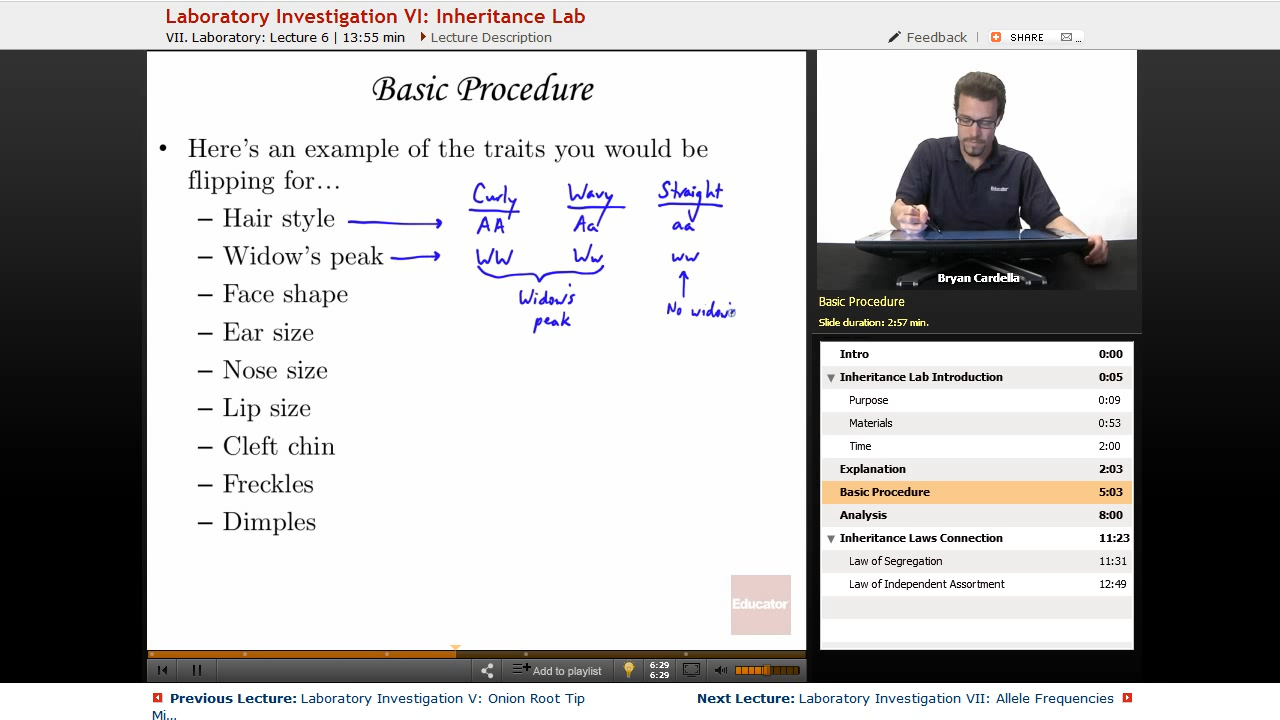 Laboratory Investigation VI: Inheritance Lab
VII. Laboratory: Lecture 6 | 13:55 min Lecture Description
Feedback | SHARE ...
Basic Procedure
• Here's an example of the traits you would be
flipping for...
Curly Wavy Straight
– Hair style AA Aa aa
– Widow's peak WW Ww ww
– Face shape Widow's peak No widow's
– Ear size
– Nose size
– Lip size
– Cleft chin
– Freckles
– Dimples
Educator
Add to playlist 6:29
6:29
Educator
Bryan Cardella
Basic Procedure
Slide duration: 2:57 min.
Intro 0:00
Inheritance Lab Introduction 0:05
Purpose 0:09
Materials 0:53
Time 2:00
Explanation 2:03
Basic Procedure 5:03
Analysis 8:00
Inheritance Laws Connection 11:23
Law of Segregation 11:31
Law of Independent Assortment 12:49
Previous Lecture: Laboratory Investigation V: Onion Root Tip
Mi...
Next Lecture: Laboratory Investigation VII: Allele Frequencies